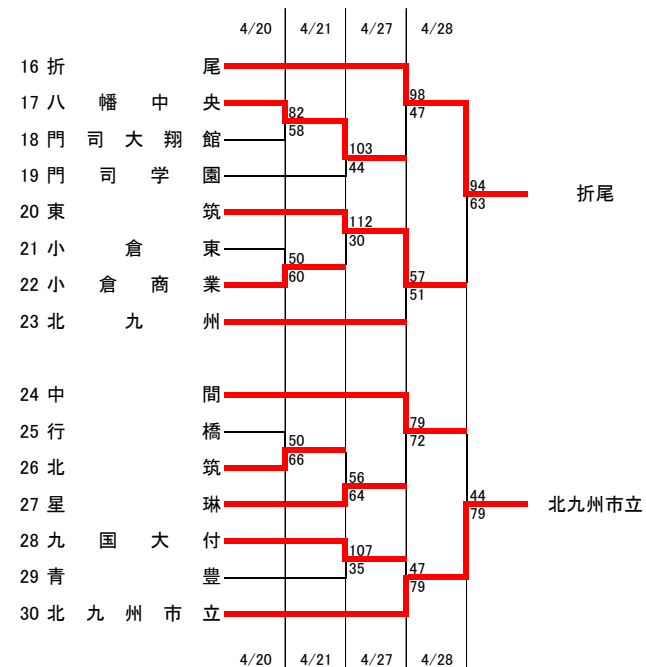 4/20 4/21 4/27 4/28
16 折尾
98
17 八幡中央
82
47
18 門司大翔館
58
103
19 門司学園
44
94
折尾
63
20 東筑
112
30
21 小倉東
50
22 小倉商業
60
57
51
23 北九州
24 中間
79
25 行橋
50
72
26 北筑
66
56
27 星琳
64
44
北九州市立
79
28 九国大付
107
29 青豊
35
47
79
30 北九州市立
4/20 4/21 4/27 4/28